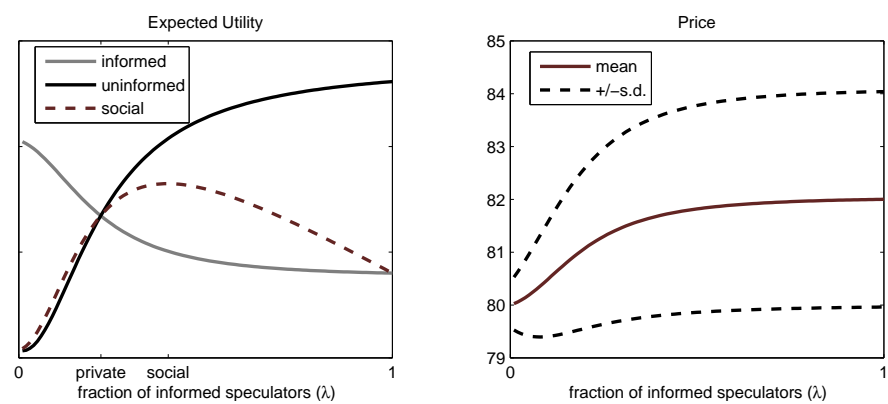 Expected Utility
informed
uninformed
social
0
private
social
1
fraction of informed speculators (λ)
Price
mean
+/−s.d.
85
84
83
82
81
80
79
0
1
fraction of informed speculators (λ)